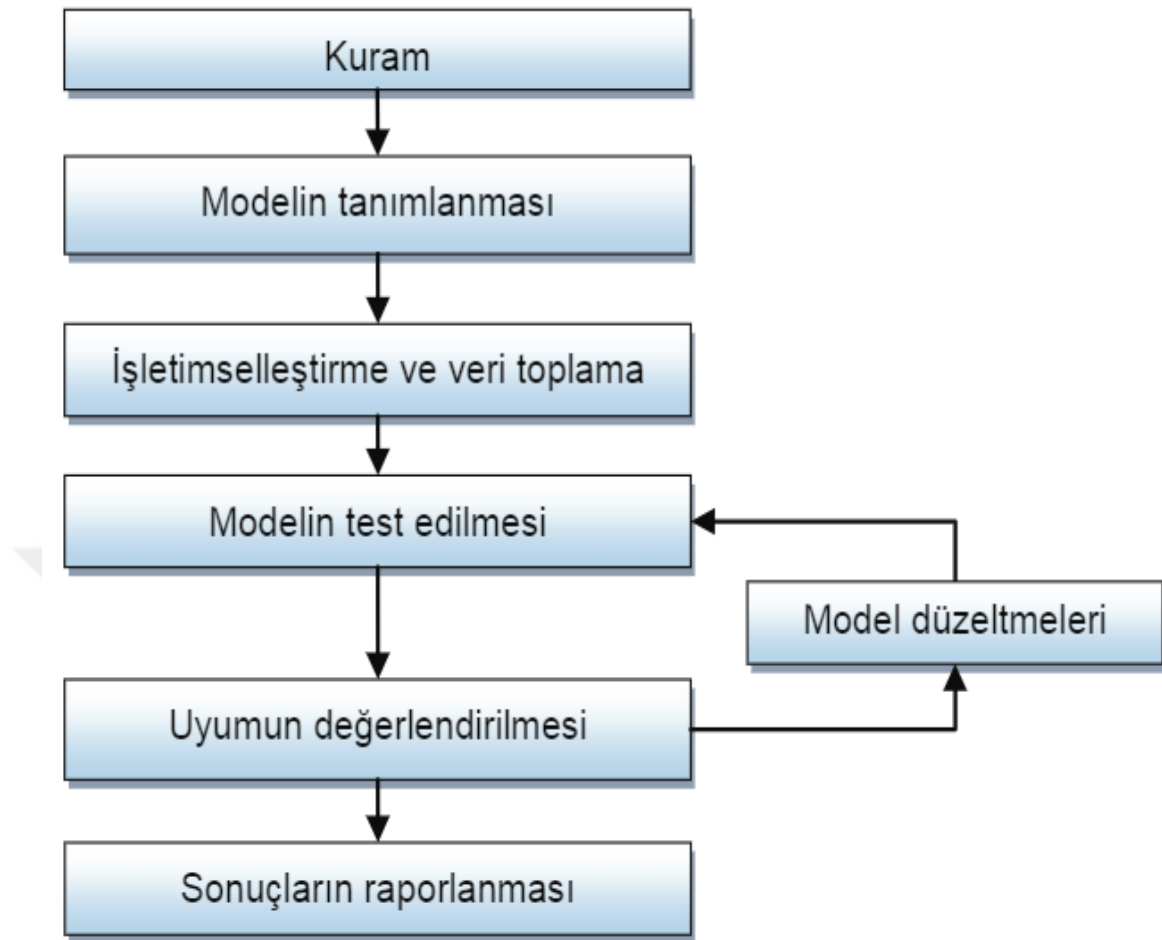 Kuram
Modelin tanımlanması
İşletimselleştirme ve veri toplama
Modelin test edilmesi
Model düzeltmeleri
Uyumun değerlendirilmesi
Sonuçların raporlanması